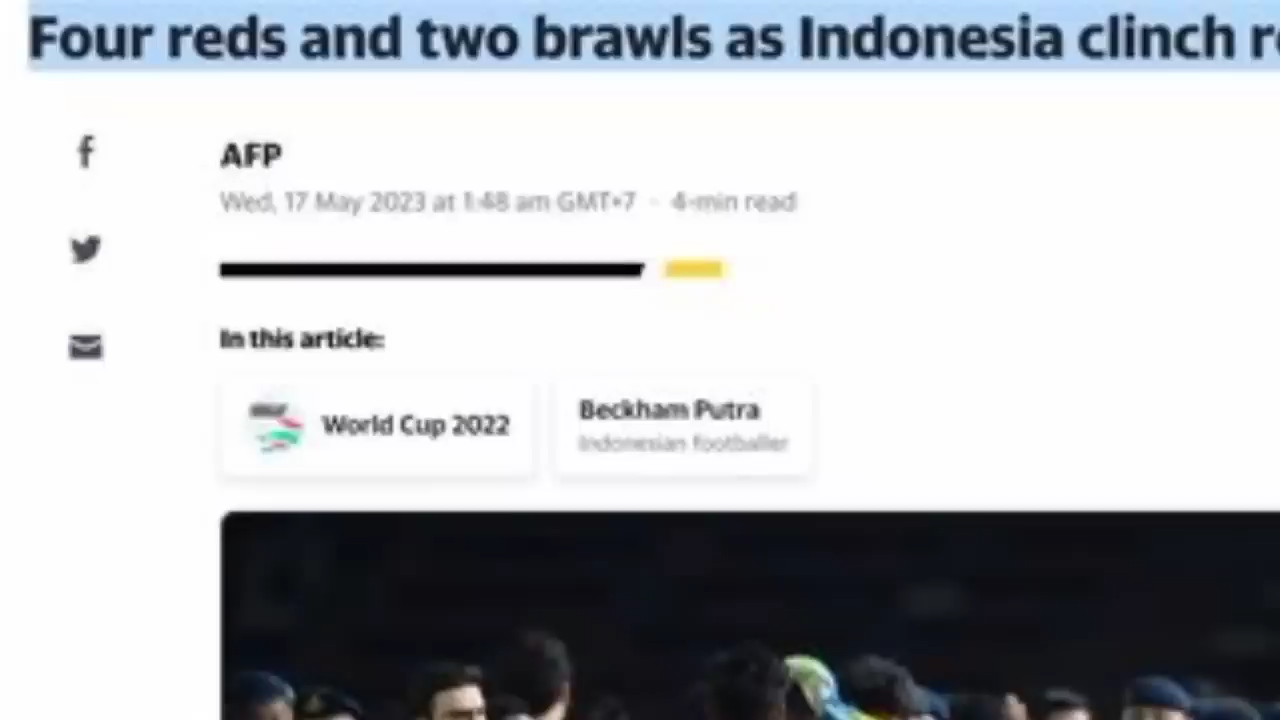 Four reds and two brawls as Indonesia clinch
AFP
Wed, 17 May 2023 at 1:48 am GMT+7 · 4-min read
In this article:
World Cup 2022
Beckham Putra
Indonesian footballer